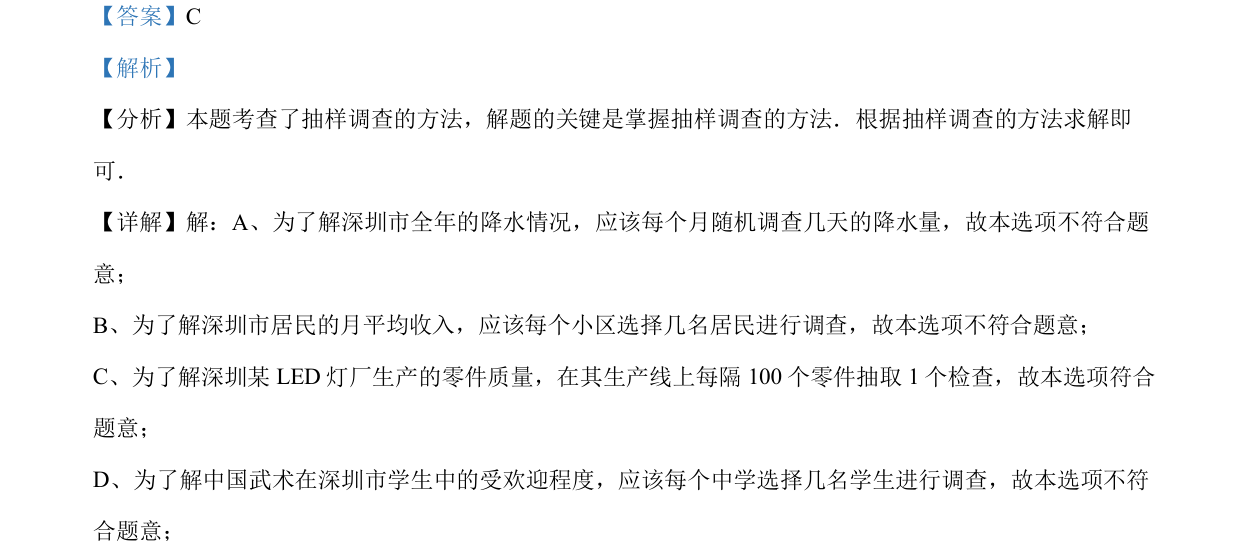 【答案】C
【解析】
【分析】本题考查了抽样调查的方法，解题的关键是掌握抽样调查的方法．根据抽样调查的方法求解即
可．
【详解】解：A、为了解深圳市全年的降水情况，应该每个月随机调查几天的降水量，故本选项不符合题
意；
B、为了解深圳市居民的月平均收入，应该每个小区选择几名居民进行调查，故本选项不符合题意；
C、为了解深圳某 LED 灯厂生产的零件质量，在其生产线上每隔 100 个零件抽取 1 个检查，故本选项符合
题意；
D、为了解中国武术在深圳市学生中的受欢迎程度，应该每个中学选择几名学生进行调查，故本选项不符
合题意；